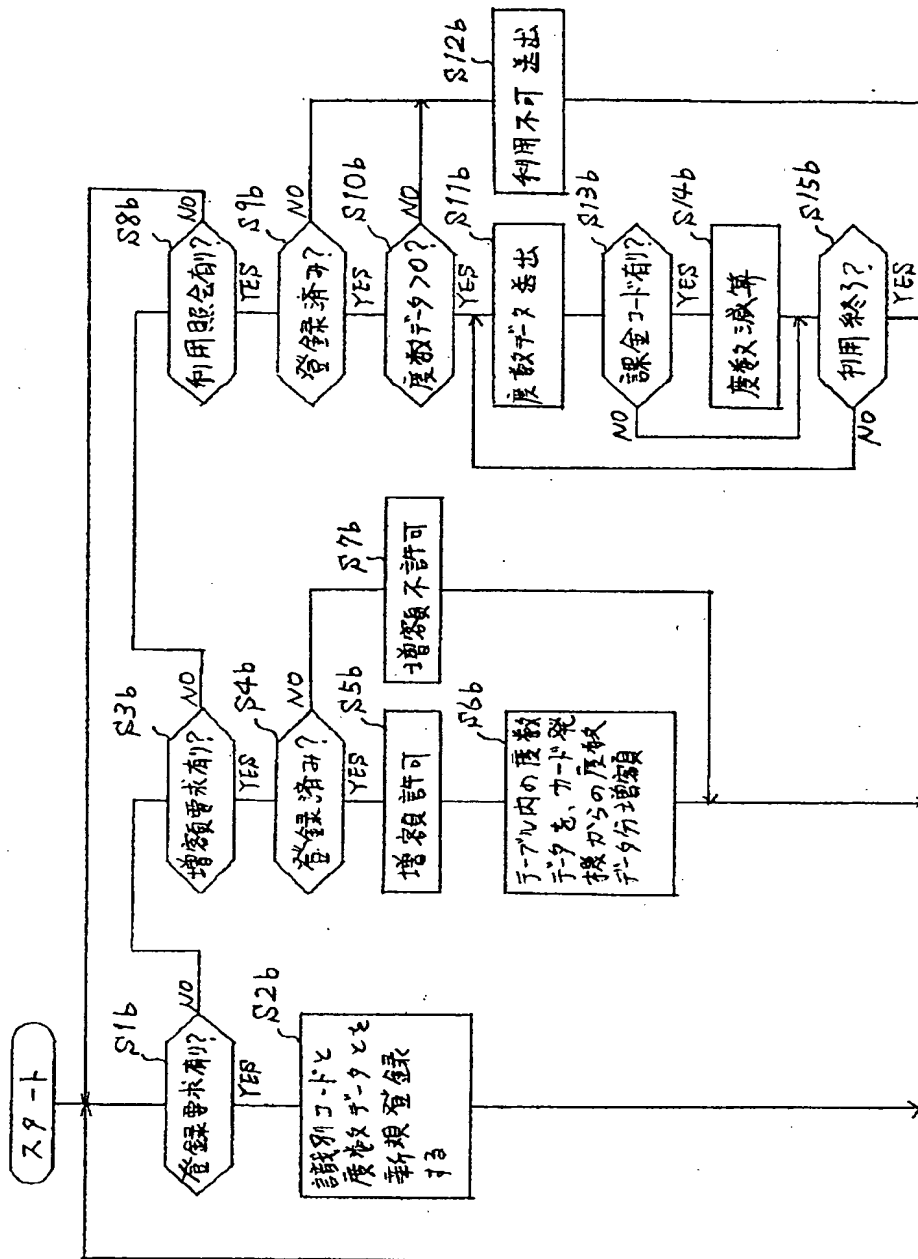 スタート
S1b
登録要求有り?
NO
YES
S2b
識別コードと
度数データとを
新規登録
する
S3b
増額要求有り?
NO
YES
S4b
登録済み?
NO
YES
S5b
増額許可
S6b
テーブル内の度数
データを、カード発
機からの度数
データ分増額
S7b
増額不許可
S8b
利用照会有り?
NO
YES
S9b
登録済み?
NO
YES
S10b
度数データ>0?
NO
YES
S11b
度数データ送出
S12b
利用不可送出
S13b
課金コード有り?
NO
YES
S14b
度数減算
S15b
利用終了?
NO
YES